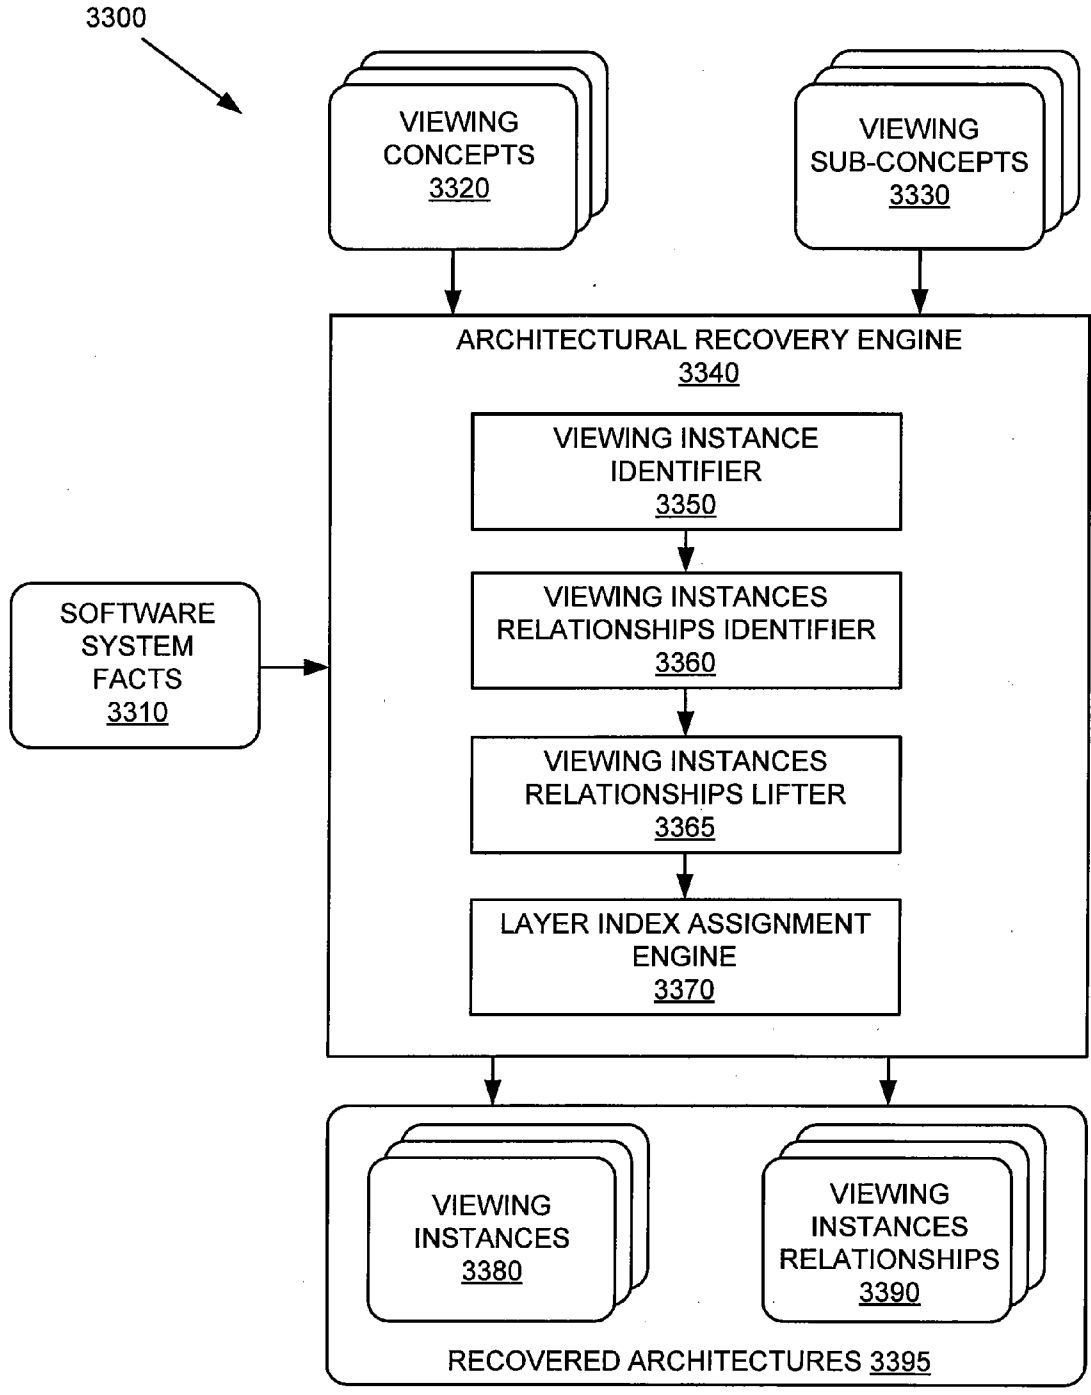 3300
VIEWING
CONCEPTS
3320
VIEWING
SUB-CONCEPTS
3330
ARCHITECTURAL RECOVERY ENGINE
3340
VIEWING INSTANCE
IDENTIFIER
3350
VIEWING INSTANCES
RELATIONSHIPS IDENTIFIER
3360
SOFTWARE
SYSTEM
FACTS
3310
VIEWING INSTANCES
RELATIONSHIPS LIFTER
3365
LAYER INDEX ASSIGNMENT
ENGINE
3370
VIEWING
INSTANCES
3380
VIEWING
INSTANCES
RELATIONSHIPS
3390
RECOVERED ARCHITECTURES 3395